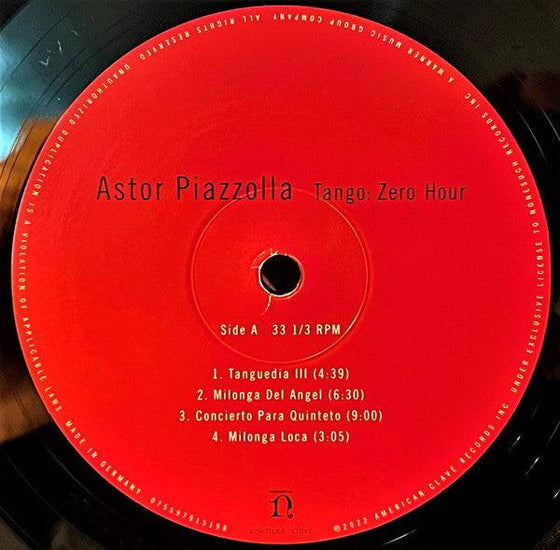 Astor Piazzolla Tango: Zero Hour
Side A 33 1/3 RPM
1. Tanguedia III (4:39)
2. Milonga Del Angel (6:30)
3. Concierto Para Quinteto (9:00)
4. Milonga Loca (3:05)
n
american clavé
℗©2022 AMERICAN CLAVE RECORDS INC. UNDER EXCLUSIVE LICENSE TO NONESUCH RECORDS INC. A WARNER MUSIC GROUP COMPANY. ALL RIGHTS RESERVED. UNAUTHORIZED DUPLICATION IS A VIOLATION OF APPLICABLE LAWS. MADE IN GERMANY 075597915198